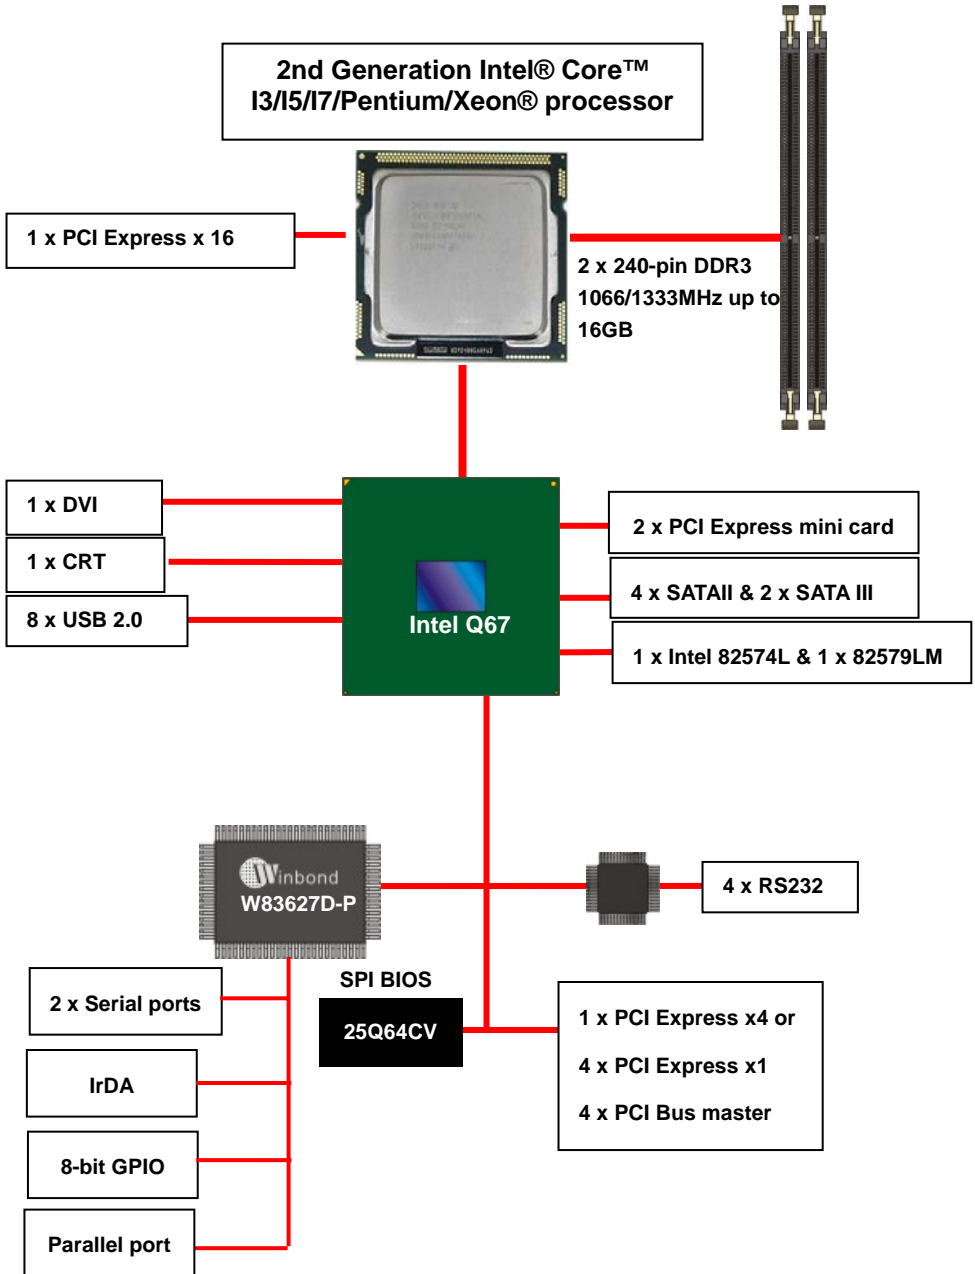 2nd Generation Intel® Core™
I3/I5/I7/Pentium/Xeon® processor
1 x PCI Express x 16
2 x 240-pin DDR3
1066/1333MHz up to
16GB
1 x DVI
1 x CRT
8 x USB 2.0
Intel Q67
2 x PCI Express mini card
4 x SATAII & 2 x SATA III
1 x Intel 82574L & 1 x 82579LM
Winbond
W83627D-P
4 x RS232
SPI BIOS
25Q64CV
2 x Serial ports
IrDA
8-bit GPIO
Parallel port
1 x PCI Express x4 or
4 x PCI Express x1
4 x PCI Bus master